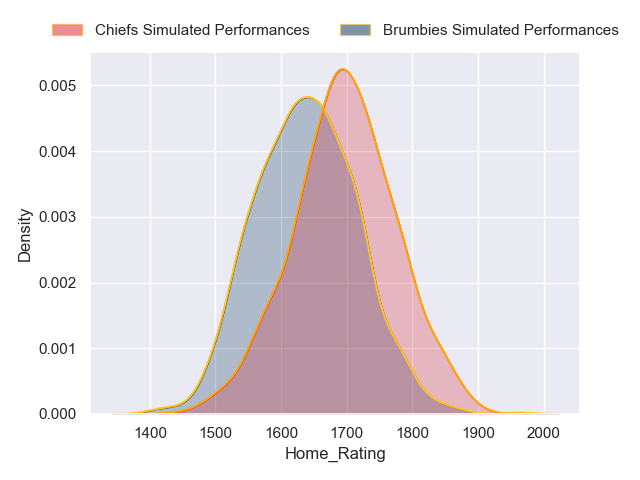 Chiefs Simulated Performances Brumbies Simulated Performances
0.005
0.004
0.003
0.002
0.001
0.000
Density
1400 1500 1600 1700 1800 1900 2000
Home_Rating